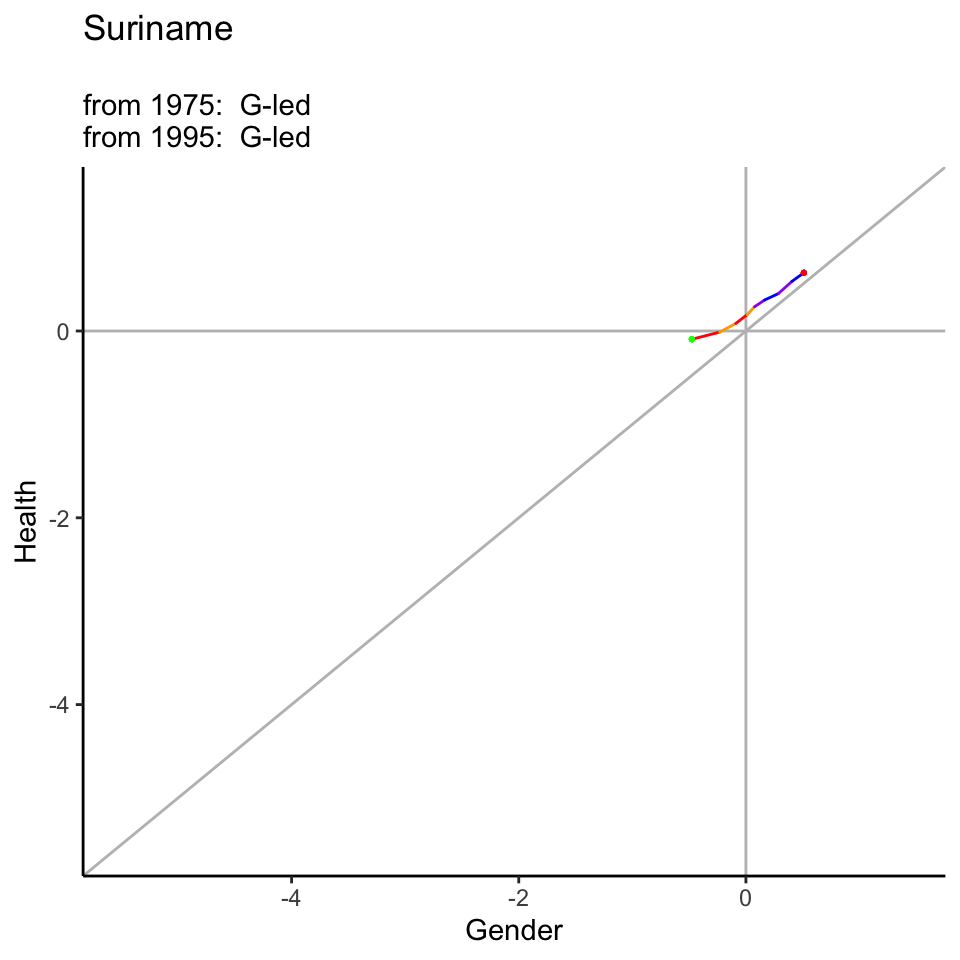 Suriname
from 1975:  G-led
from 1995:  G-led
0
-2
-4
Health
-4
-2
0
Gender